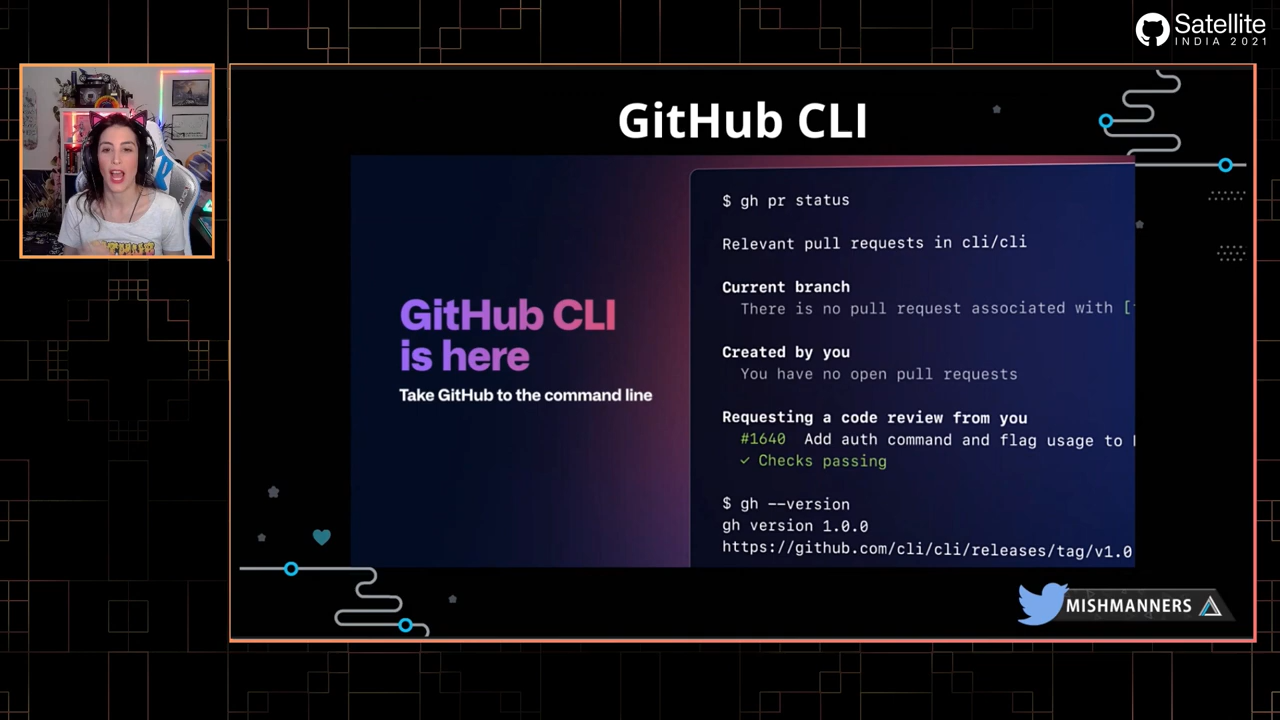 Satellite
INDIA 2021
GitHub CLI
GitHub CLI
is here
Take GitHub to the command line
$ gh pr status
Relevant pull requests in cli/cli
Current branch
There is no pull request associated with [
Created by you
You have no open pull requests
Requesting a code review from you
#1640 Add auth command and flag usage to
✓ Checks passing
$ gh --version
gh version 1.0.0
https://github.com/cli/cli/releases/tag/v1.0
MISHMANNERS